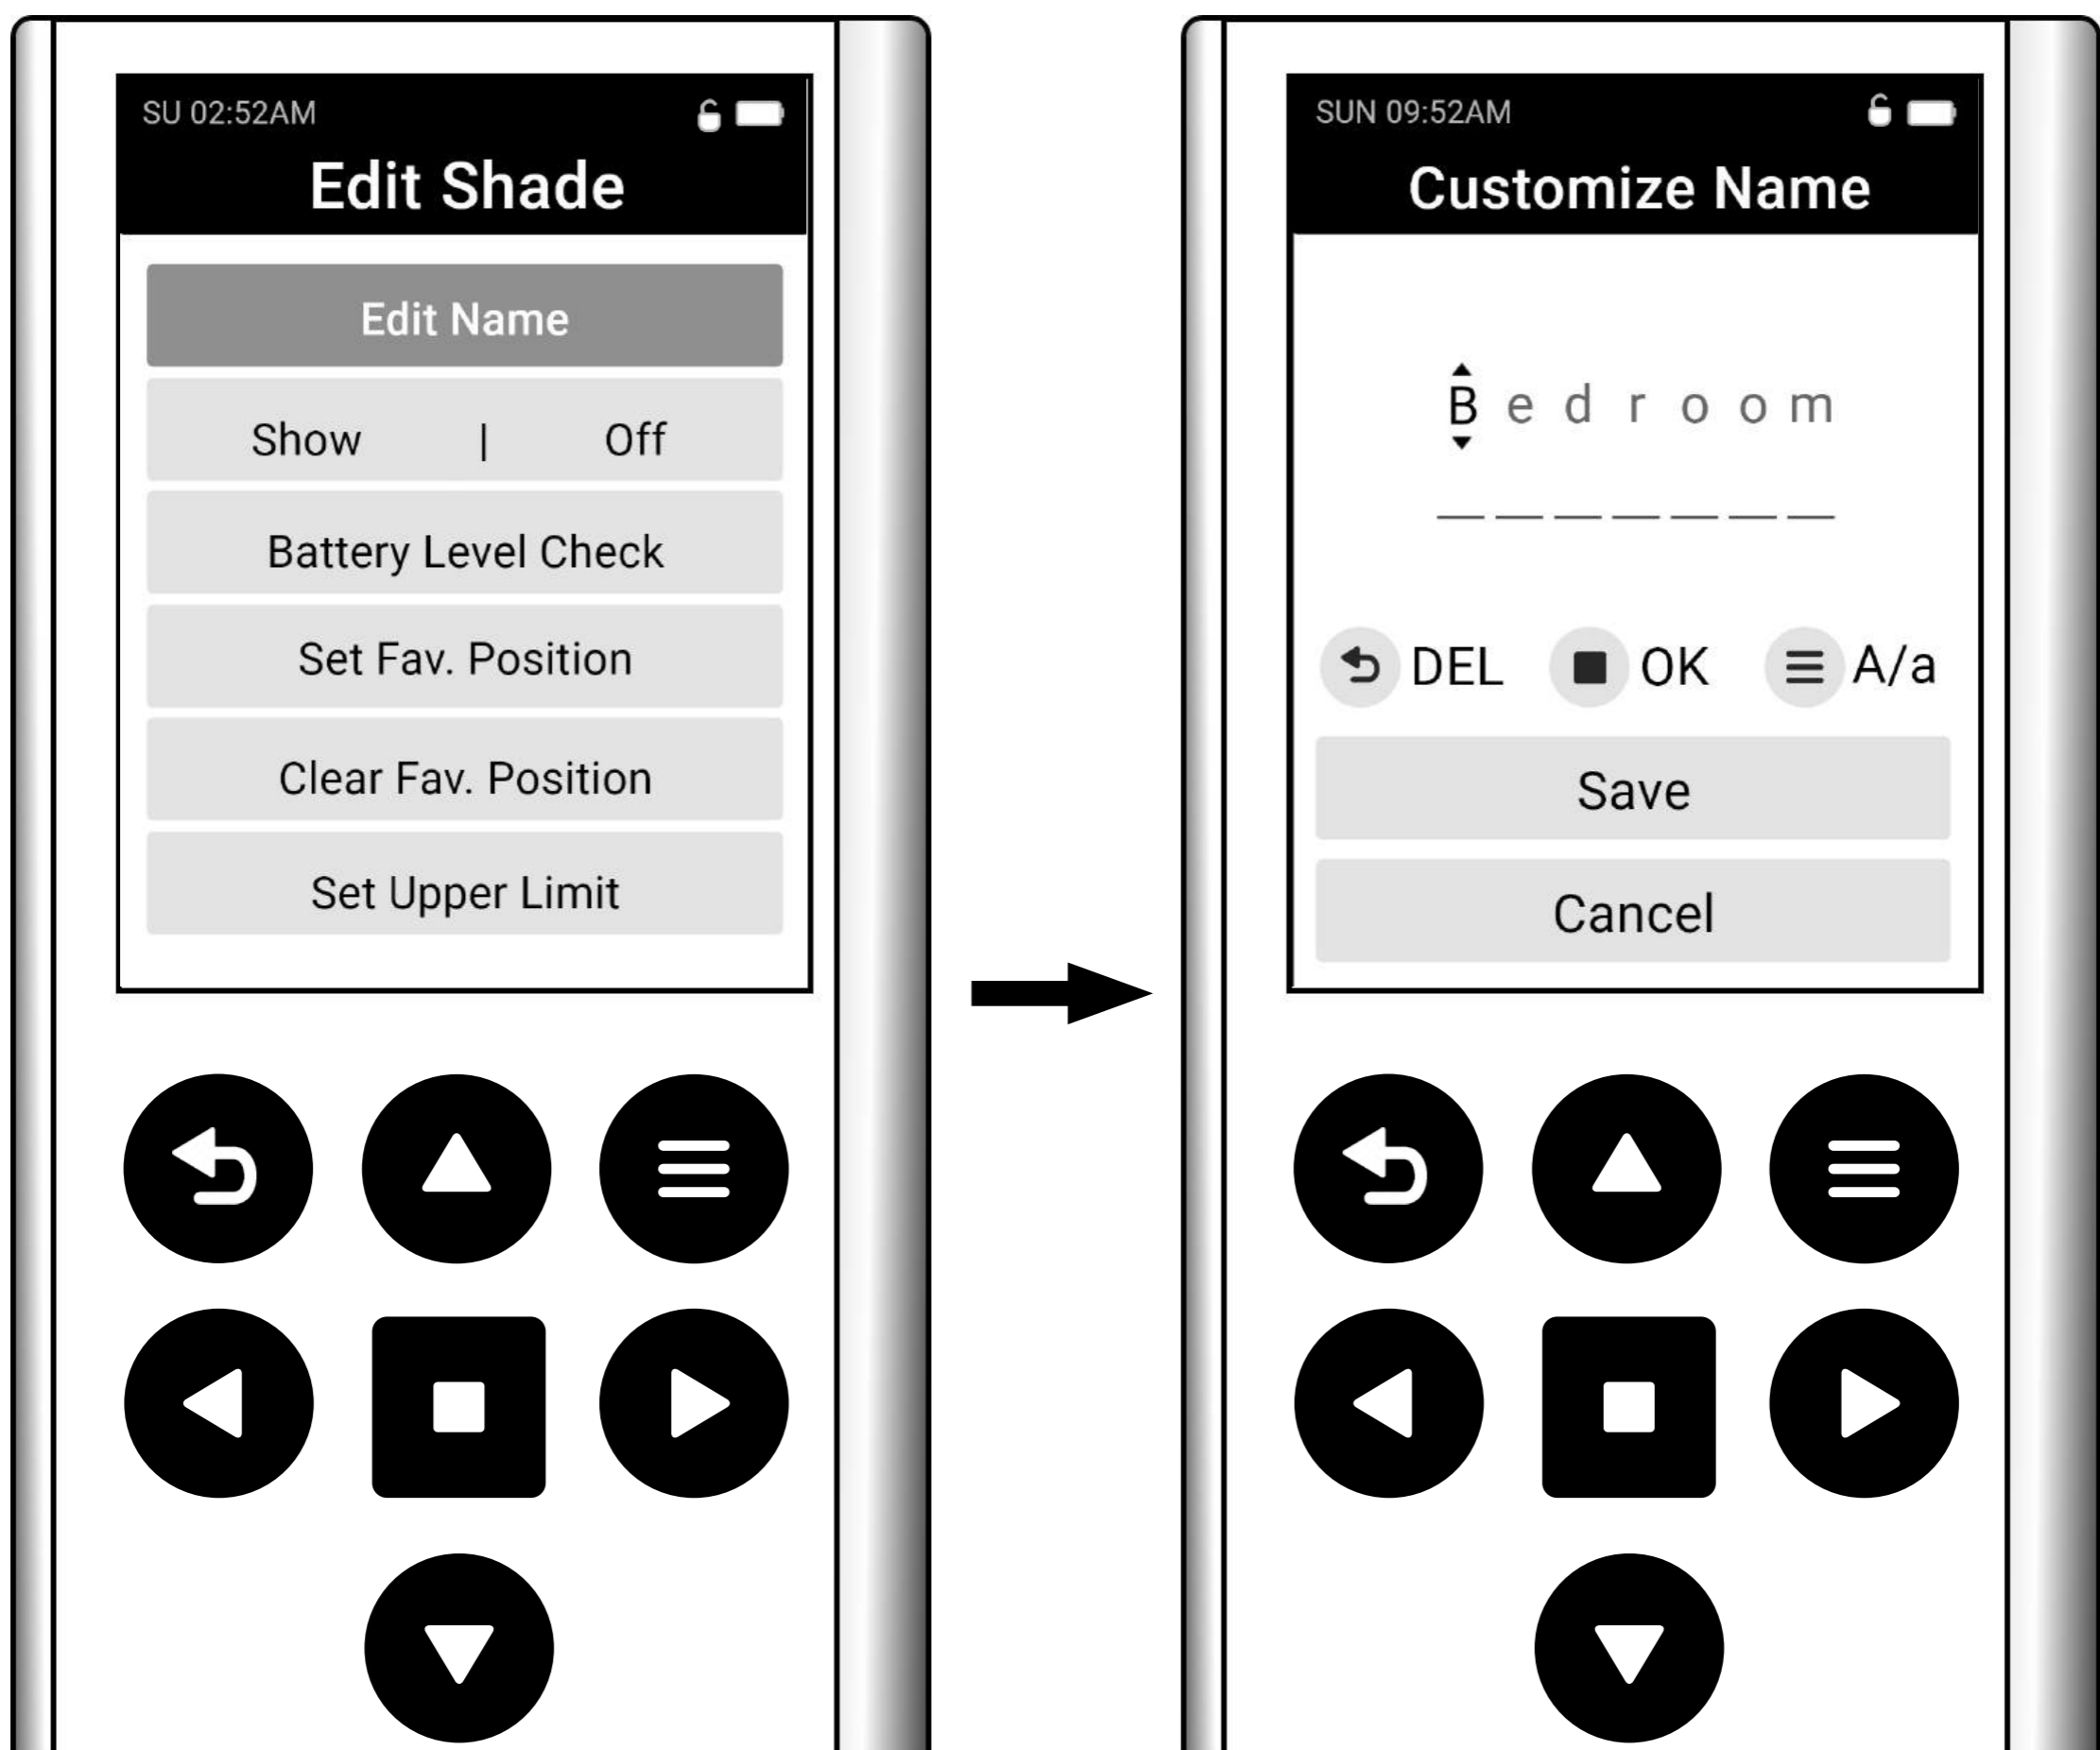 SU 02:52AM
Edit Shade
Edit Name
Show | Off
Battery Level Check
Set Fav. Position
Clear Fav. Position
Set Upper Limit
SUN 09:52AM
Customize Name
Bedroom
DEL OK A/a
Save
Cancel